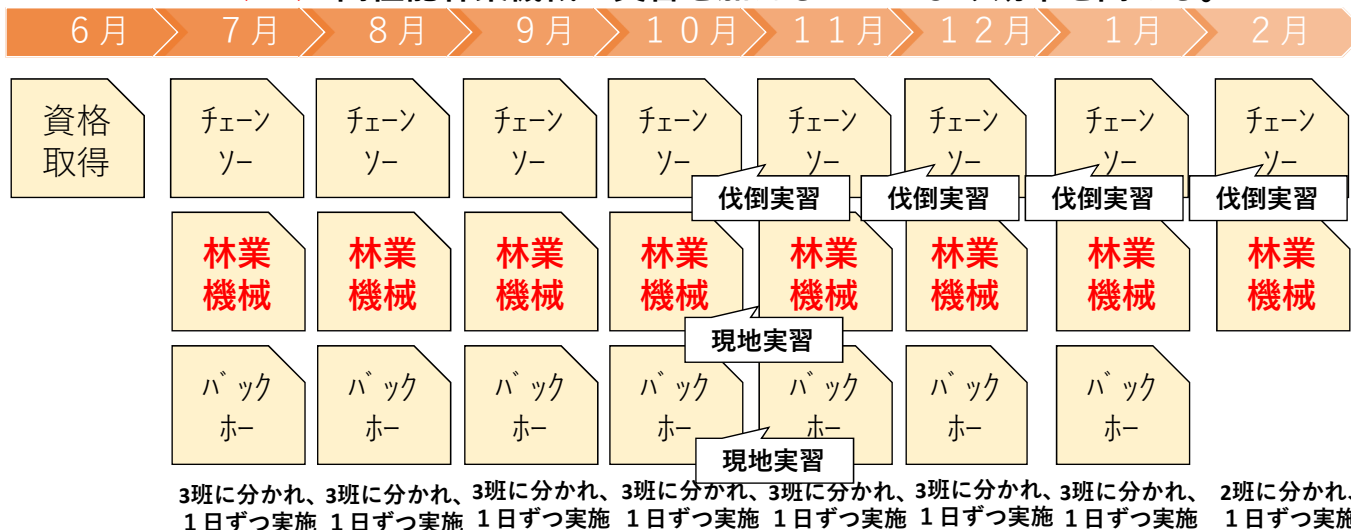 高性能林業機械
6月 7月 8月 9月 10月 11月 12月 1月 2月
資格
取得
ﾁｪｰﾝ
ｿｰ
ﾁｪｰﾝ
ｿｰ
ﾁｪｰﾝ
ｿｰ
ﾁｪｰﾝ
ｿｰ
ﾁｪｰﾝ
ｿｰ
ﾁｪｰﾝ
ｿｰ
ﾁｪｰﾝ
ｿｰ
ﾁｪｰﾝ
ｿｰ
伐倒実習
伐倒実習
伐倒実習
伐倒実習
林業
機械
林業
機械
林業
機械
林業
機械
林業
機械
林業
機械
林業
機械
林業
機械
現地実習
ﾊﾞｯｸ
ﾎｰ
ﾊﾞｯｸ
ﾎｰ
ﾊﾞｯｸ
ﾎｰ
ﾊﾞｯｸ
ﾎｰ
ﾊﾞｯｸ
ﾎｰ
ﾊﾞｯｸ
ﾎｰ
ﾊﾞｯｸ
ﾎｰ
現地実習
3班に分かれ、
１日ずつ実施
3班に分かれ、
１日ずつ実施
3班に分かれ、
１日ずつ実施
3班に分かれ、
１日ずつ実施
3班に分かれ、
１日ずつ実施
3班に分かれ、
１日ずつ実施
3班に分かれ、
１日ずつ実施
2班に分かれ、
１日ずつ実施